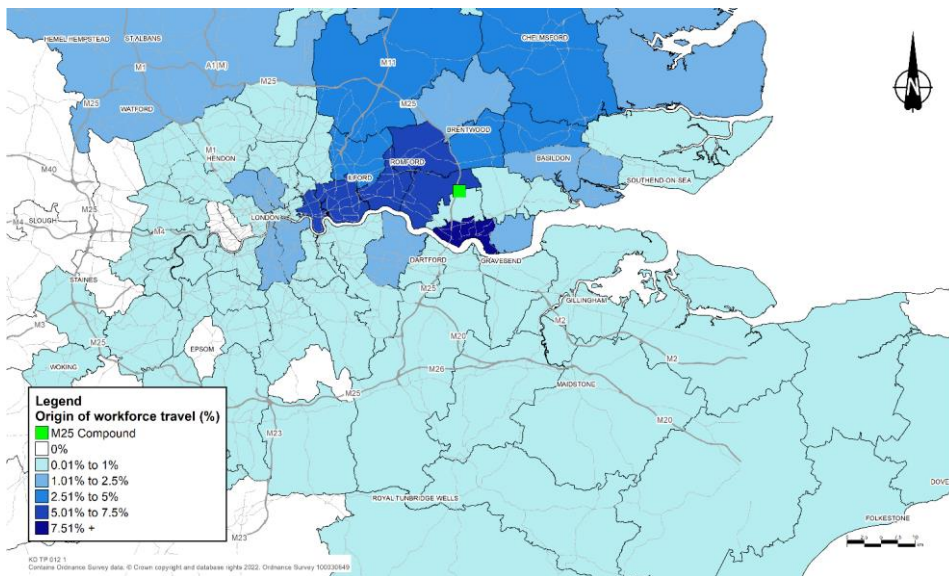 HEMEL HEMPSTEAD
ST ALBANS
CHELMSFORD
M1
A1(M)
M11
M25
M25
M25
WATFORD
BRENTWOOD
M1
HENDON
ROMFORD
BASILDON
M40
ILFORD
SOUTHEND-ON-SEA
M25
SLOUGH
LONDON
M4
M4
DARTFORD
GRAVESEND
STAINES
M25
GILLINGHAM
M3
M2
M20
EPSOM
M25
M2
WOKING
M26
M25
MAIDSTONE
M20
M23
Legend
Origin of workforce travel (%)
M25 Compound
0%
0.01% to 1%
1.01% to 2.5%
2.51% to 5%
5.01% to 7.5%
7.51% +
ROYAL TUNBRIDGE WELLS
DOVE
FOLKESTONE
M23
KD TP 012 1
Contains Ordnance Survey data. © Crown copyright and database rights 2022. Ordnance Survey 100030649